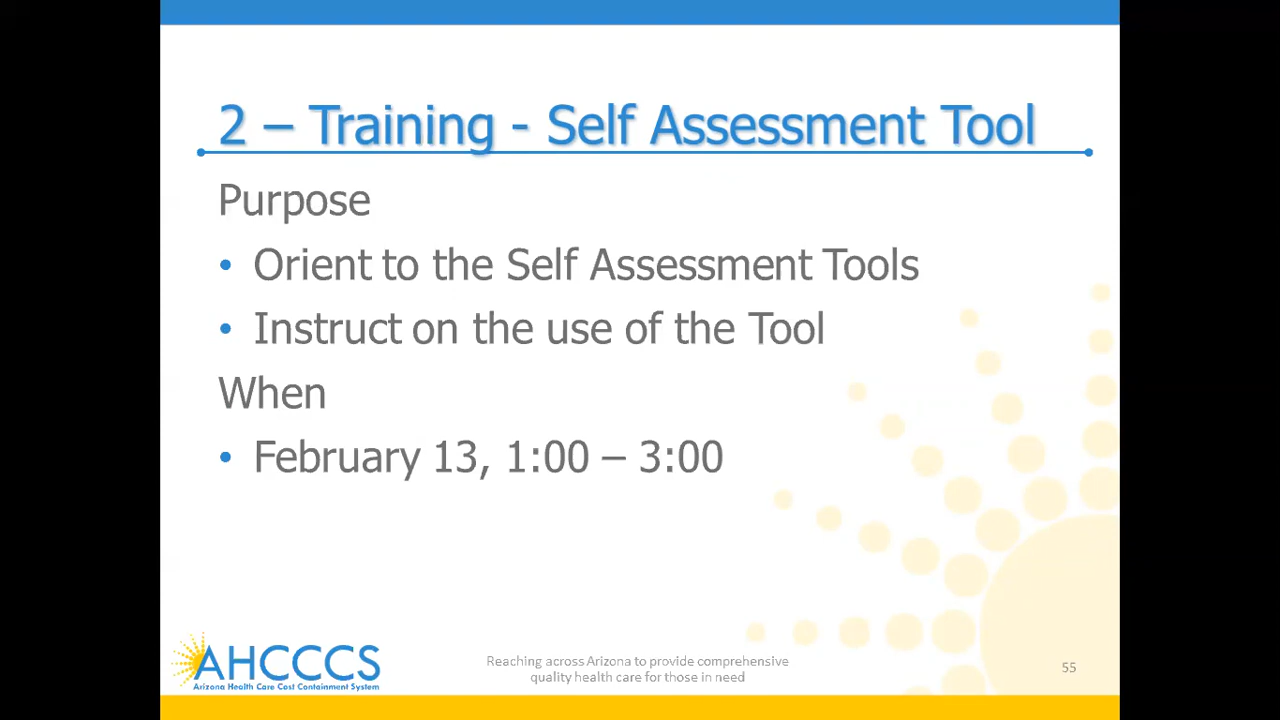 2 – Training - Self Assessment Tool
Purpose
• Orient to the Self Assessment Tools
• Instruct on the use of the Tool
When
• February 13, 1:00 – 3:00
AHCCCS
Arizona Health Care Cost Containment System
Reaching across Arizona to provide comprehensive
quality health care for those in need
55